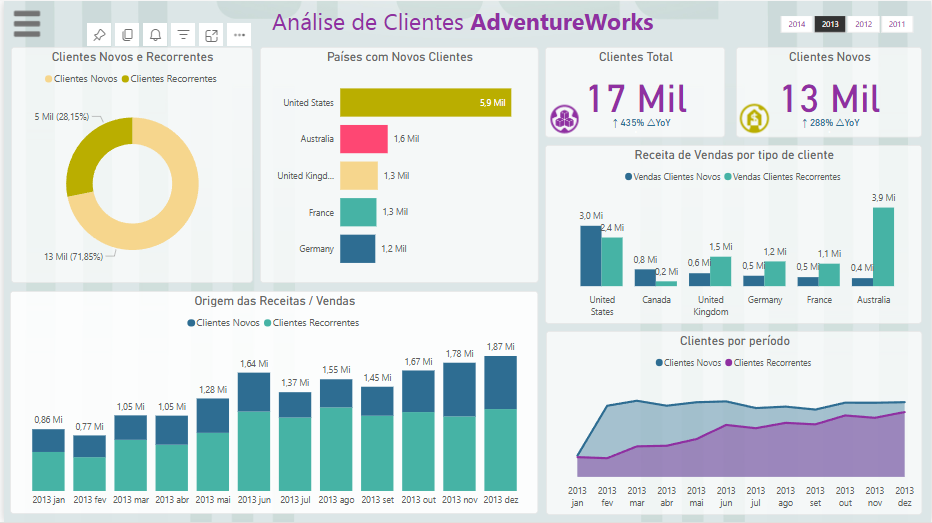 Análise de Clientes AdventureWorks
2014 2013 2012 2011
Clientes Novos e Recorrentes
Clientes Novos Clientes Recorrentes
5 Mil (28,15%)
13 Mil (71,85%)
Países com Novos Clientes
United States 5,9 Mil
Australia 1,6 Mil
United Kingd... 1,3 Mil
France 1,3 Mil
Germany 1,2 Mil
Clientes Total
17 Mil
↑ 435% △YoY
Clientes Novos
13 Mil
↑ 288% △YoY
Receita de Vendas por tipo de cliente
Vendas Clientes Novos Vendas Clientes Recorrentes
3,0 Mi 2,4 Mi 0,8 Mi 0,2 Mi 0,6 Mi 1,5 Mi 0,5 Mi 1,2 Mi 0,5 Mi 1,1 Mi 0,4 Mi 3,9 Mi
United States
Canada
United Kingdom
Germany
France
Australia
Origem das Receitas / Vendas
Clientes Novos Clientes Recorrentes
0,86 Mi 0,77 Mi 1,05 Mi 1,05 Mi 1,28 Mi 1,64 Mi 1,37 Mi 1,55 Mi 1,45 Mi 1,67 Mi 1,78 Mi 1,87 Mi
2013 jan 2013 fev 2013 mar 2013 abr 2013 mai 2013 jun 2013 jul 2013 ago 2013 set 2013 out 2013 nov 2013 dez
Clientes por período
Clientes Novos Clientes Recorrentes
2013 2013 2013 2013 2013 2013 2013 2013 2013 2013 2013 2013
jan fev mar abr mai jun jul ago set out nov dez